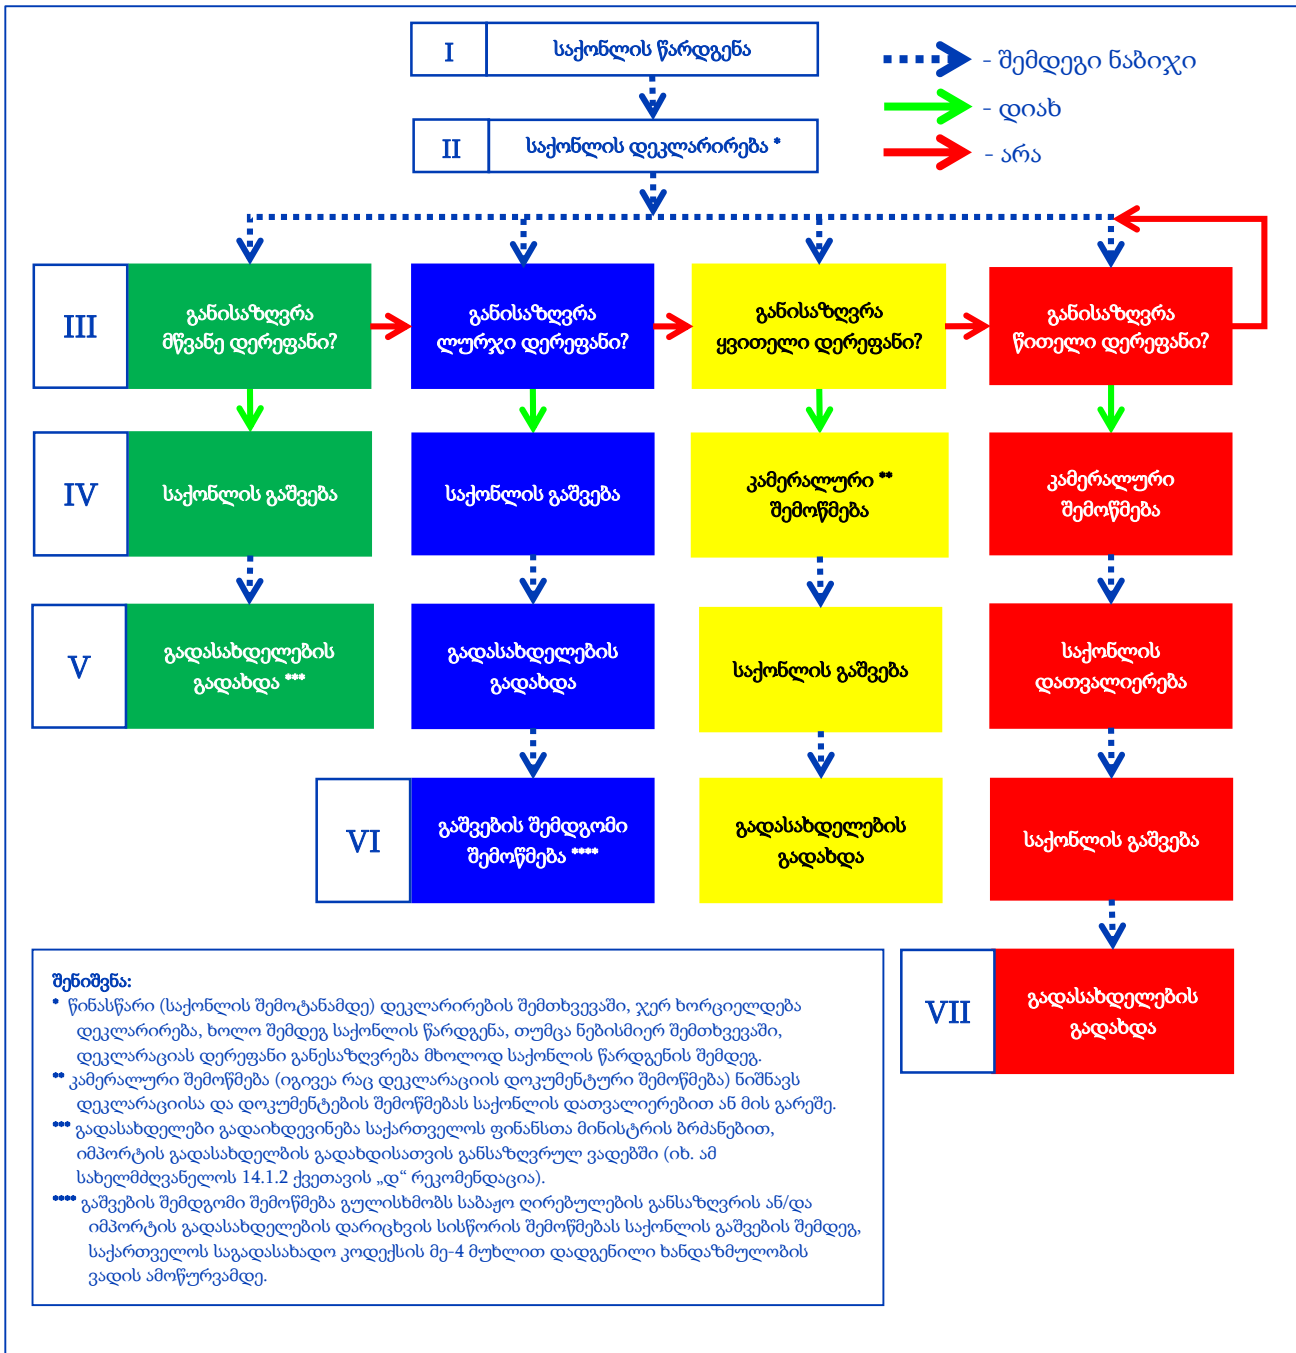 I
საქონლის წარდგენა
- შემდეგი ნაბიჯი
- დიახ
- არა
II
საქონლის დეკლარირება *
III
განისაზღვრა
მწვანე დერეფანი?
განისაზღვრა
ლურჯი დერეფანი?
განისაზღვრა
ყვითელი დერეფანი?
განისაზღვრა
წითელი დერეფანი?
IV
საქონლის გაშვება
საქონლის გაშვება
კამერალური **
შემოწმება
კამერალური
შემოწმება
V
გადასახდელების
გადახდა ***
გადასახდელების
გადახდა
საქონლის გაშვება
საქონლის
დათვალიერება
VI
გაშვების შემდგომი
შემოწმება ****
გადასახდელების
გადახდა
საქონლის გაშვება
VII
გადასახდელების
გადახდა
შენიშვნა:
* წინასწარი (საქონლის შემოტანამდე) დეკლარირების შემთხვევაში, ჯერ ხორციელდება
დეკლარირება, ხოლო შემდეგ საქონლის წარდგენა, თუმცა ნებისმიერ შემთხვევაში,
დეკლარაციას დერეფანი განესაზღვრება მხოლოდ საქონლის წარდგენის შემდეგ.
** კამერალური შემოწმება (იგივეა რაც დეკლარაციის დოკუმენტური შემოწმება) ნიშნავს
დეკლარაციისა და დოკუმენტების შემოწმებას საქონლის დათვალიერებით ან მის გარეშე.
*** გადასახდელები გადაიხდევინება საქართველოს ფინანსთა მინისტრის ბრძანებით,
იმპორტის გადასახდელბის გადახდისათვის განსაზღვრულ ვადებში (იხ. ამ
სახელმძღვანელოს 14.1.2 ქვეთავის „დ“ რეკომენდაცია).
**** გაშვების შემდგომი შემოწმება გულისხმობს საბაჟო ღირებულების განსაზღვრის ან/და
იმპორტის გადასახდელების დარიცხვის სისწორის შემოწმებას საქონლის გაშვების შემდეგ,
საქართველოს საგადასახადო კოდექსის მე-4 მუხლით დადგენილი ხანდაზმულობის
ვადის ამოწურვამდე.